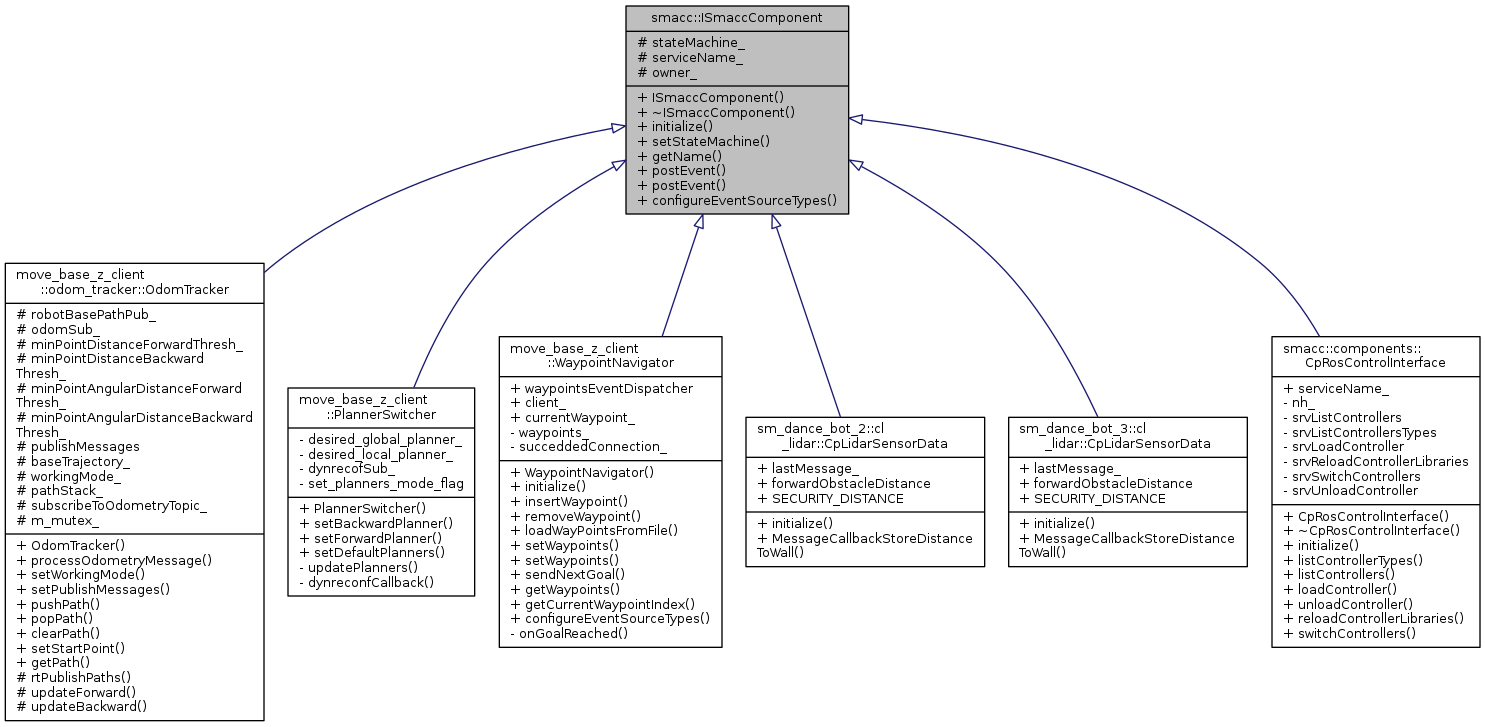 smacc::ISmaccComponent
# stateMachine_
# serviceName_
# owner_
+ ISmaccComponent()
+ ~ISmaccComponent()
+ initialize()
+ setStateMachine()
+ getName()
+ postEvent()
+ postEvent()
+ configureEventSourceTypes()
move_base_z_client
::odom_tracker::OdomTracker
# robotBasePathPub_
# odomSub_
# minPointDistanceForwardThresh_
# minPointDistanceBackward
Thresh_
# minPointAngularDistanceForward
Thresh_
# minPointAngularDistanceBackward
Thresh_
# publishMessages
# baseTrajectory_
# workingMode_
# pathStack_
# subscribeToOdometryTopic_
# m_mutex_
+ OdomTracker()
+ processOdometryMessage()
+ setWorkingMode()
+ setPublishMessages()
+ pushPath()
+ popPath()
+ clearPath()
+ setStartPoint()
+ getPath()
# rtPublishPaths()
# updateForward()
# updateBackward()
move_base_z_client
::PlannerSwitcher
- desired_global_planner_
- desired_local_planner_
- dynrecofSub_
- set_planners_mode_flag
+ PlannerSwitcher()
+ setBackwardPlanner()
+ setForwardPlanner()
+ setDefaultPlanners()
- updatePlanners()
- dynreconfCallback()
move_base_z_client
::WaypointNavigator
+ waypointsEventDispatcher
+ client_
+ currentWaypoint_
- waypoints_
- succeddedConnection_
+ WaypointNavigator()
+ initialize()
+ insertWaypoint()
+ removeWaypoint()
+ loadWayPointsFromFile()
+ setWaypoints()
+ setWaypoints()
+ sendNextGoal()
+ getWaypoints()
+ getCurrentWaypointIndex()
+ configureEventSourceTypes()
- onGoalReached()
sm_dance_bot_2::cl
_lidar::CpLidarSensorData
+ lastMessage_
+ forwardObstacleDistance
+ SECURITY_DISTANCE
+ initialize()
+ MessageCallbackStoreDistance
ToWall()
sm_dance_bot_3::cl
_lidar::CpLidarSensorData
+ lastMessage_
+ forwardObstacleDistance
+ SECURITY_DISTANCE
+ initialize()
+ MessageCallbackStoreDistance
ToWall()
smacc::components::
CpRosControlInterface
+ serviceName_
- nh_
- srvListControllers
- srvListControllersTypes
- srvLoadController
- srvReloadControllerLibraries
- srvSwitchControllers
- srvUnloadController
+ CpRosControlInterface()
+ ~CpRosControlInterface()
+ initialize()
+ listControllerTypes()
+ listControllers()
+ loadController()
+ unloadController()
+ reloadControllerLibraries()
+ switchControllers()